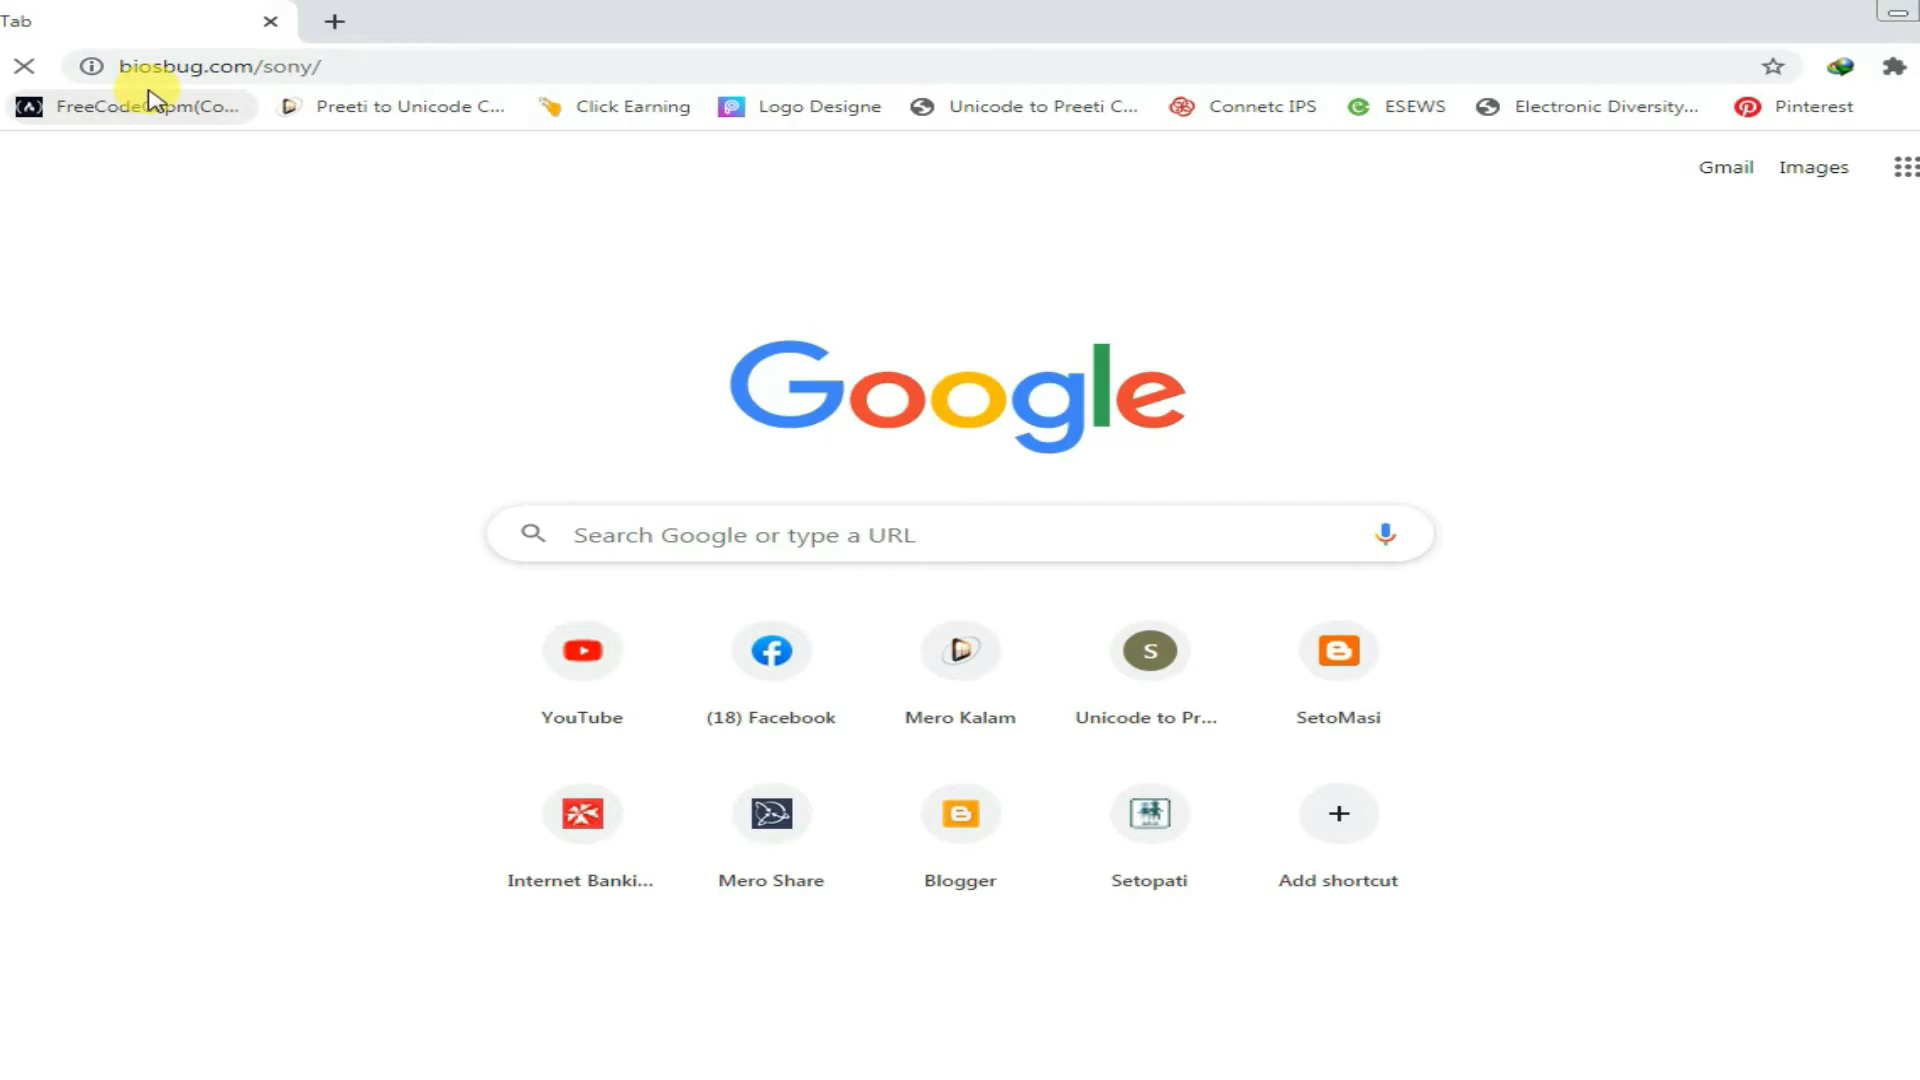 Tab
biosbug.com/sony/
FreeCodeC pm(Co... Preeti to Unicode C... Click Earning Logo Designe Unicode to Preeti C... Connetc IPS ESEWS Electronic Diversity... Pinterest
Gmail Images
Google
Search Google or type a URL
S
YouTube (18) Facebook Mero Kalam Unicode to Pr... SetoMasi
Internet Banki... Mero Share Blogger Setopati Add shortcut